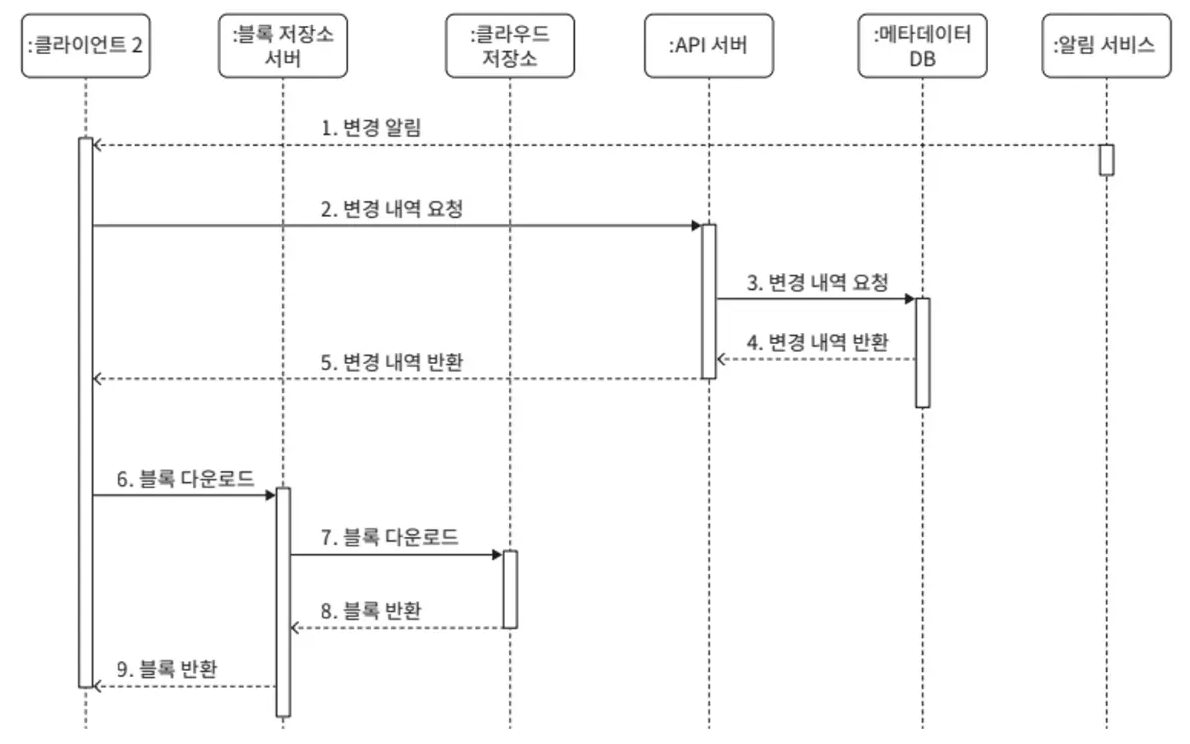 :클라이언트 2
:블록 저장소
서버
:클라우드
저장소
:API 서버
:메타데이터
DB
:알림 서비스
1. 변경 알림
2. 변경 내역 요청
3. 변경 내역 요청
4. 변경 내역 반환
5. 변경 내역 반환
6. 블록 다운로드
7. 블록 다운로드
8. 블록 반환
9. 블록 반환